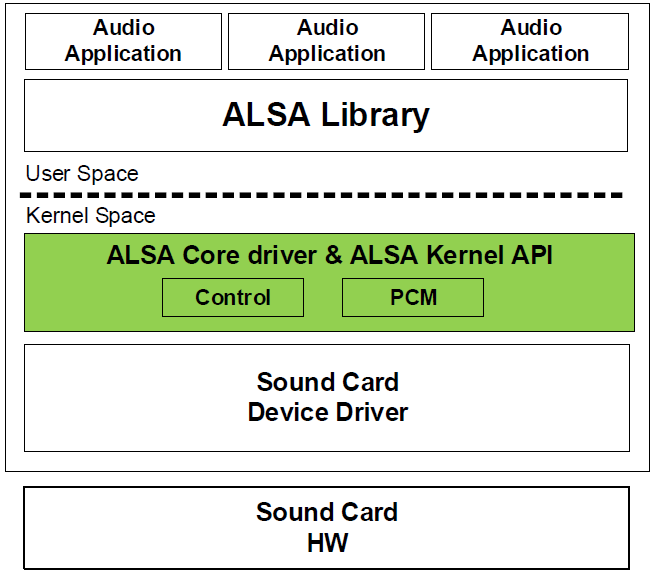 Audio Application
Audio Application
Audio Application
ALSA Library
User Space
Kernel Space
ALSA Core driver & ALSA Kernel API
Control
PCM
Sound Card
Device Driver
Sound Card
HW